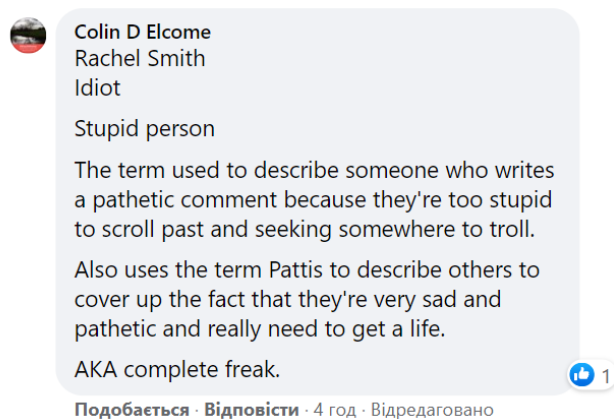 Colin D Elcome
Rachel Smith
Idiot
Stupid person
The term used to describe someone who writes
a pathetic comment because they're too stupid
to scroll past and seeking somewhere to troll.
Also uses the term Pattis to describe others to
cover up the fact that they're very sad and
pathetic and really need to get a life.
AKA complete freak.
1
Подобається · Відповісти · 4 год · Відредаговано